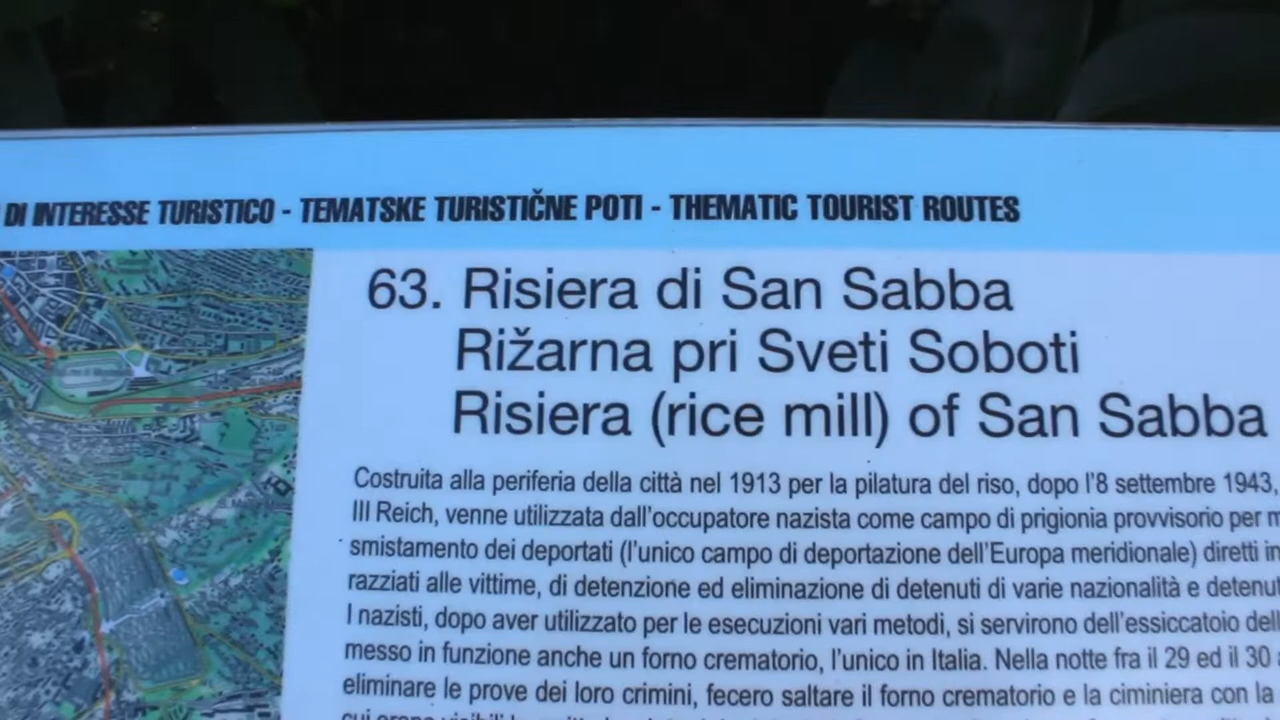 DI INTERESSE TURISTICO - TEMATSKE TURISTIČNE POTI - THEMATIC TOURIST ROUTES
63. Risiera di San Sabba
Rižarna pri Sveti Soboti
Risiera (rice mill) of San Sabba
Costruita alla periferia della città nel 1913 per la pilatura del riso, dopo l'8 settembre 1943,
III Reich, venne utilizzata dall'occupatore nazista come campo di prigionia provvisorio per
smistamento dei deportati (l'unico campo di deportazione dell'Europa meridionale) diretti
razziati alle vittime, di detenzione ed eliminazione di detenuti di varie nazionalità e
I nazisti, dopo aver utilizzato per le esecuzioni vari metodi, si servirono dell'essiccatoio
messo in funzione anche un forno crematorio, l'unico in Italia. Nella notte fra il 29 ed il 30
eliminare le prove dei loro crimini, fecero saltare il forno crematorio e la ciminiera con la